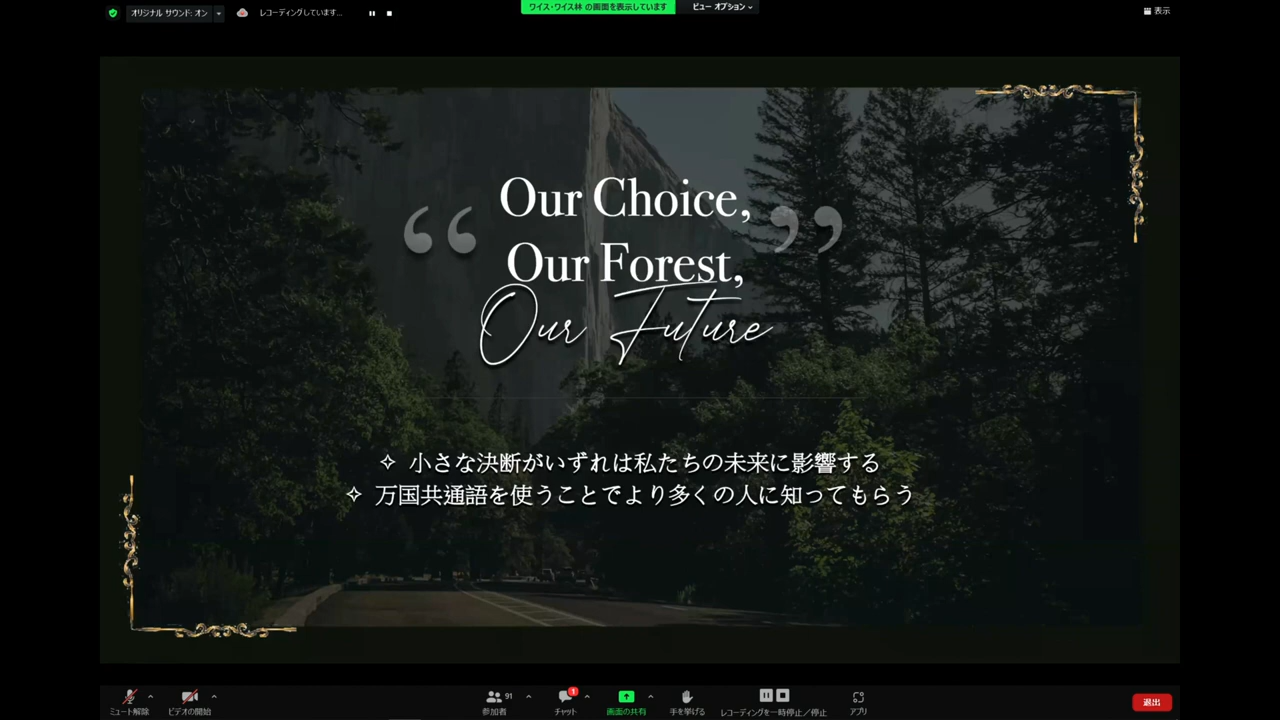 オリジナル サウンド: オン
レコーディングしています...
ワイス・ワイス林 の画面を表示しています
ビュー オプション
表示
“ Our Choice, ”
Our Forest,
Our Future
✧ 小さな決断がいずれは私たちの未来に影響する
✧ 万国共通語を使うことでより多くの人に知ってもらう
ミュート解除
ビデオの開始
91
参加者
1
チャット
画面の共有
手を挙げる
レコーディングを一時停止／停止
アプリ
退出